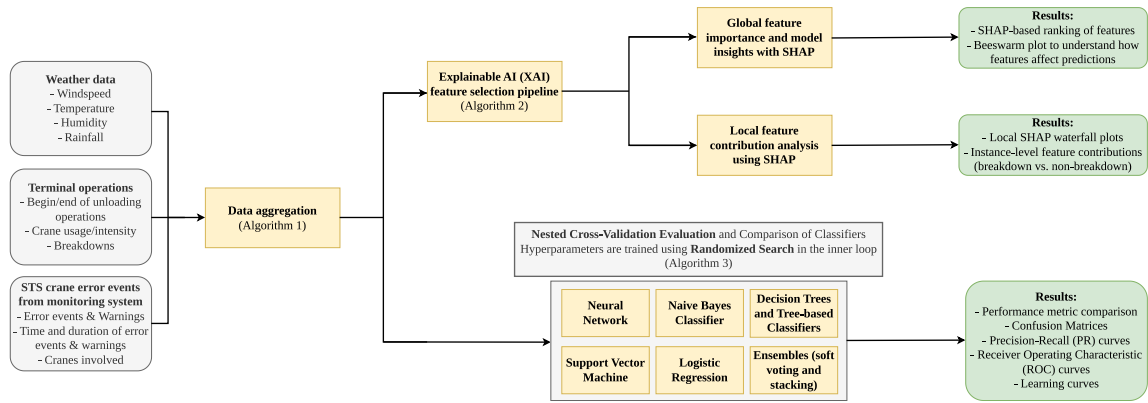 Weather data
- Windspeed
- Temperature
- Humidity
- Rainfall
Terminal operations
- Begin/end of unloading
operations
- Crane usage/intensity
- Breakdowns
STS crane error events
from monitoring system
- Error events & Warnings
- Time and duration of error
events & warnings
- Cranes involved
Data aggregation
(Algorithm 1)
Explainable AI (XAI)
feature selection pipeline
(Algorithm 2)
Global feature
importance and model
insights with SHAP
Results:
- SHAP-based ranking of features
- Beeswarm plot to understand how
features affect predictions
Local feature
contribution analysis
using SHAP
Results:
- Local SHAP waterfall plots
- Instance-level feature contributions
(breakdown vs. non-breakdown)
Nested Cross-Validation Evaluation and Comparison of Classifiers
Hyperparameters are trained using Randomized Search in the inner loop
(Algorithm 3)
Neural
Network
Naive Bayes
Classifier
Decision Trees
and Tree-based
Classifiers
Support Vector
Machine
Logistic
Regression
Ensembles (soft
voting and
stacking)
Results:
- Performance metric comparison
- Confusion Matrices
- Precision-Recall (PR) curves
- Receiver Operating Characteristic
(ROC) curves
- Learning curves